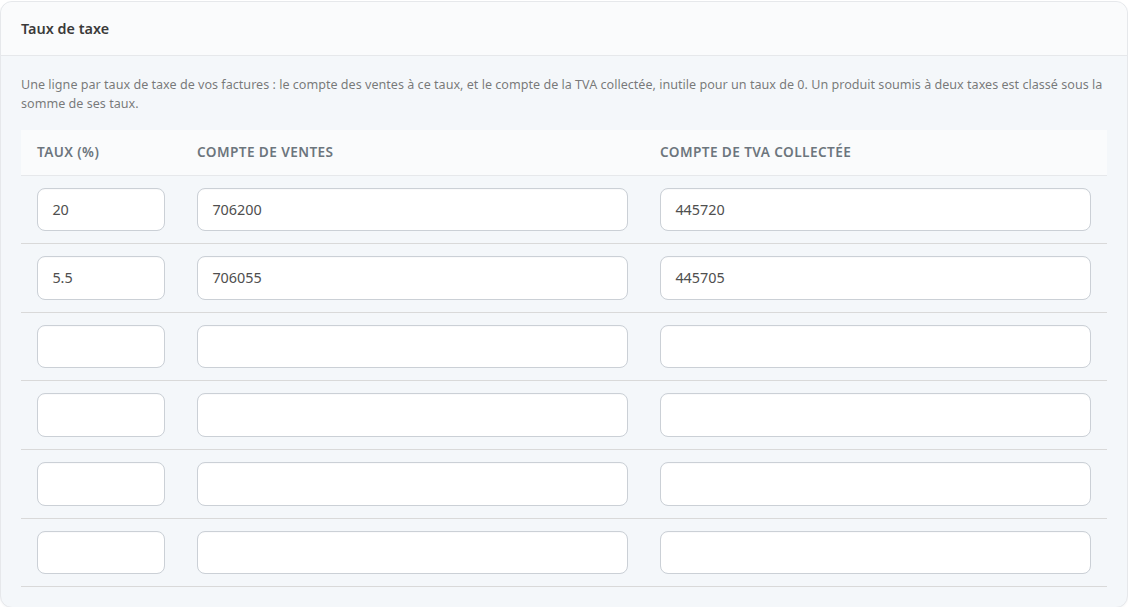 Taux de taxe
Une ligne par taux de taxe de vos factures : le compte des ventes à ce taux, et le compte de la TVA collectée, inutile pour un taux de 0. Un produit soumis à deux taxes est classé sous la
somme de ses taux.
TAUX (%) COMPTE DE VENTES COMPTE DE TVA COLLECTÉE
20 706200 445720
5.5 706055 445705